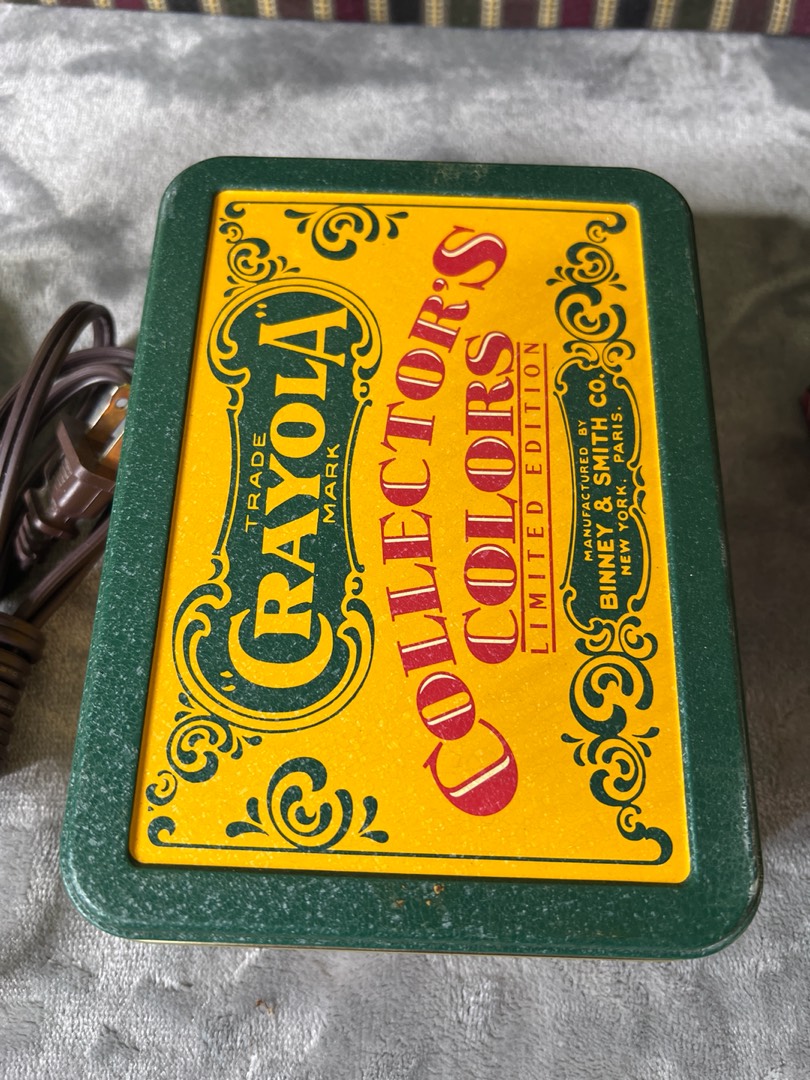 TRADE
"CRAYOLA"
MARK
COLLECTOR'S
COLORS
LIMITED EDITION
MANUFACTURED BY
BINNEY & SMITH CO.
NEW YORK. PARIS.